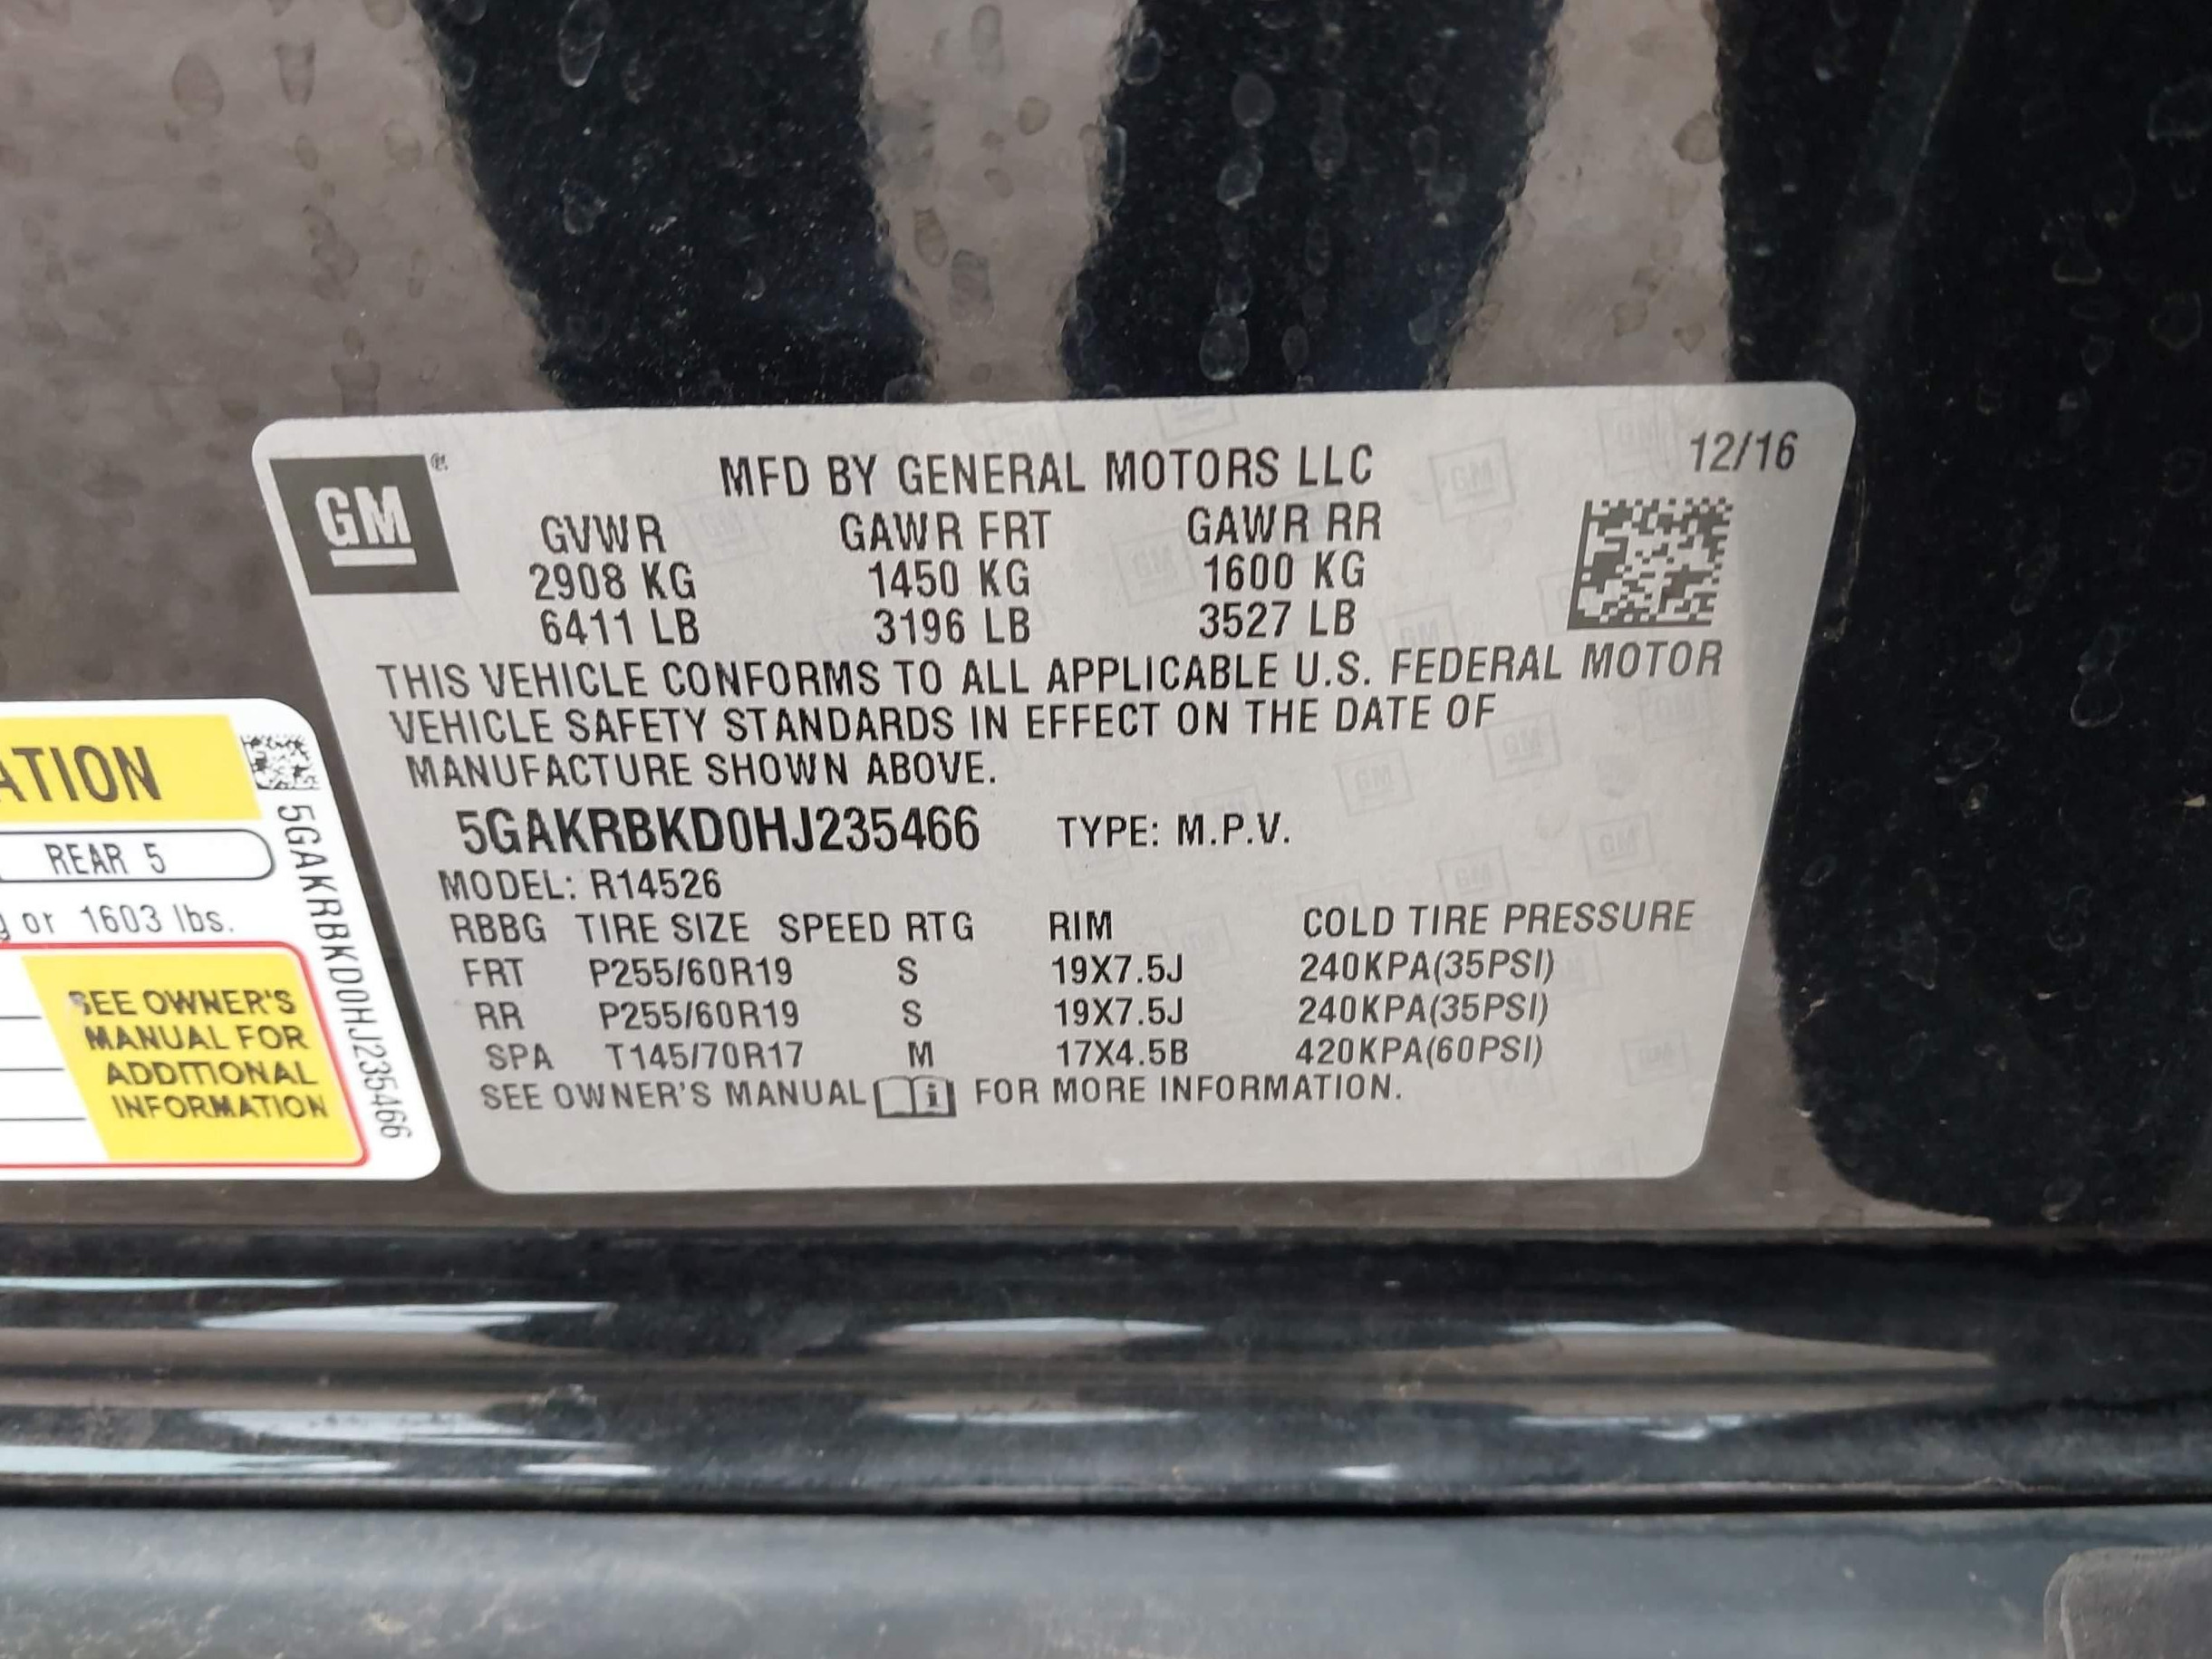 GM
MFD BY GENERAL MOTORS LLC 12/16
GVWR GAWR FRT GAWR RR
2908 KG 1450 KG 1600 KG
6411 LB 3196 LB 3527 LB
THIS VEHICLE CONFORMS TO ALL APPLICABLE U.S. FEDERAL MOTOR
VEHICLE SAFETY STANDARDS IN EFFECT ON THE DATE OF
MANUFACTURE SHOWN ABOVE.
5GAKRBKD0HJ235466 TYPE: M.P.V.
MODEL: R14526
RBBG TIRE SIZE SPEED RTG RIM COLD TIRE PRESSURE
FRT P255/60R19 S 19X7.5J 240KPA(35PSI)
RR P255/60R19 S 19X7.5J 240KPA(35PSI)
SPA T145/70R17 M 17X4.5B 420KPA(60PSI)
SEE OWNER'S MANUAL FOR MORE INFORMATION.
ATION
REAR 5
or 1603 lbs.
SEE OWNER'S
MANUAL FOR
ADDITIONAL
INFORMATION
5GAKRBKD0HJ235466